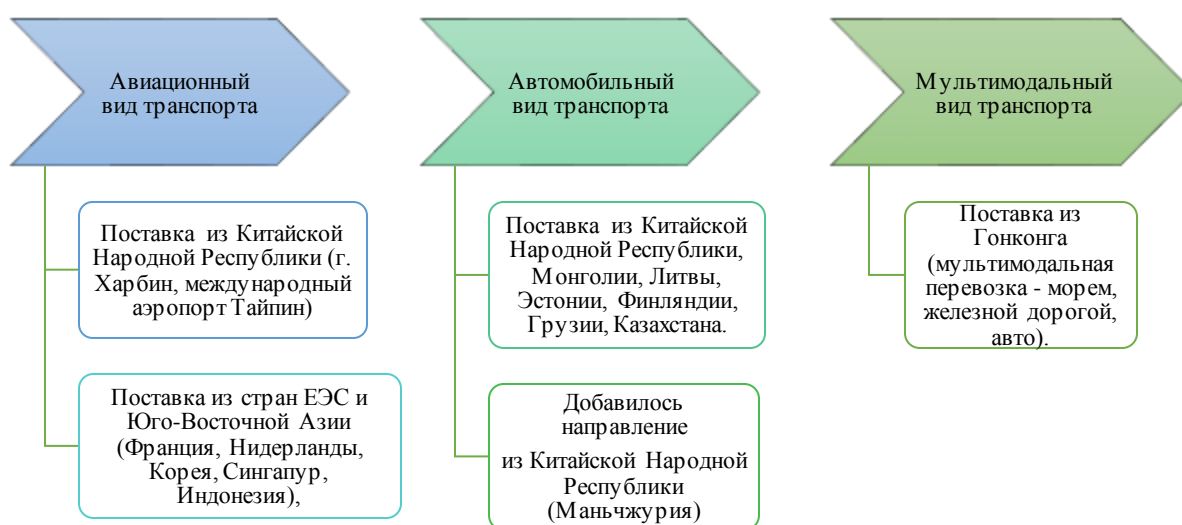 Авиационный
вид транспорта
Поставка из Китайской
Народной Республики (г.
Харбин, международный
аэропорт Тайпин)
Поставка из стран ЕЭС и
Юго-Восточной Азии
(Франция, Нидерланды,
Корея, Сингапур,
Индонезия),
Автомобильный
вид транспорта
Поставка из Китайской
Народной Республики,
Монголии, Литвы,
Эстонии, Финляндии,
Грузии, Казахстана.
Добавилось
направление
из Китайской Народной
Республики
(Маньчжурия)
Мультимодальный
вид транспорта
Поставка из
Гонконга
(мультимодальная
перевозка - морем,
железной дорогой,
авто).